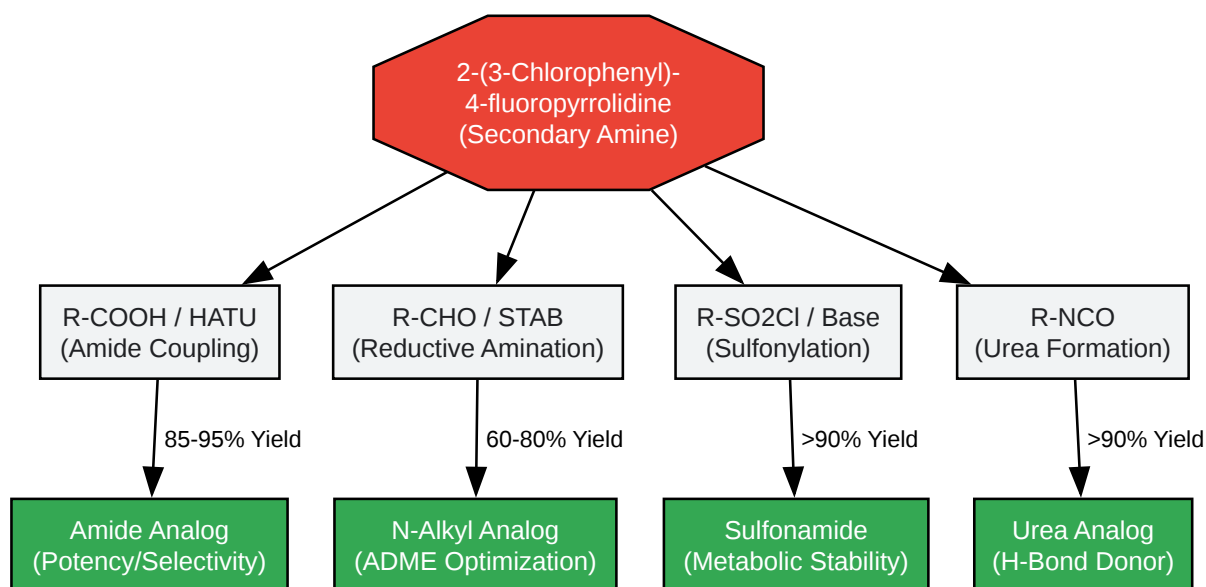 2-(3-Chlorophenyl)-
4-fluoropyrrolidine
(Secondary Amine)
R-COOH / HATU
(Amide Coupling)
R-CHO / STAB
(Reductive Amination)
R-SO2Cl / Base
(Sulfonylation)
R-NCO
(Urea Formation)
85-95% Yield
60-80% Yield
>90% Yield
>90% Yield
Amide Analog
(Potency/Selectivity)
N-Alkyl Analog
(ADME Optimization)
Sulfonamide
(Metabolic Stability)
Urea Analog
(H-Bond Donor)